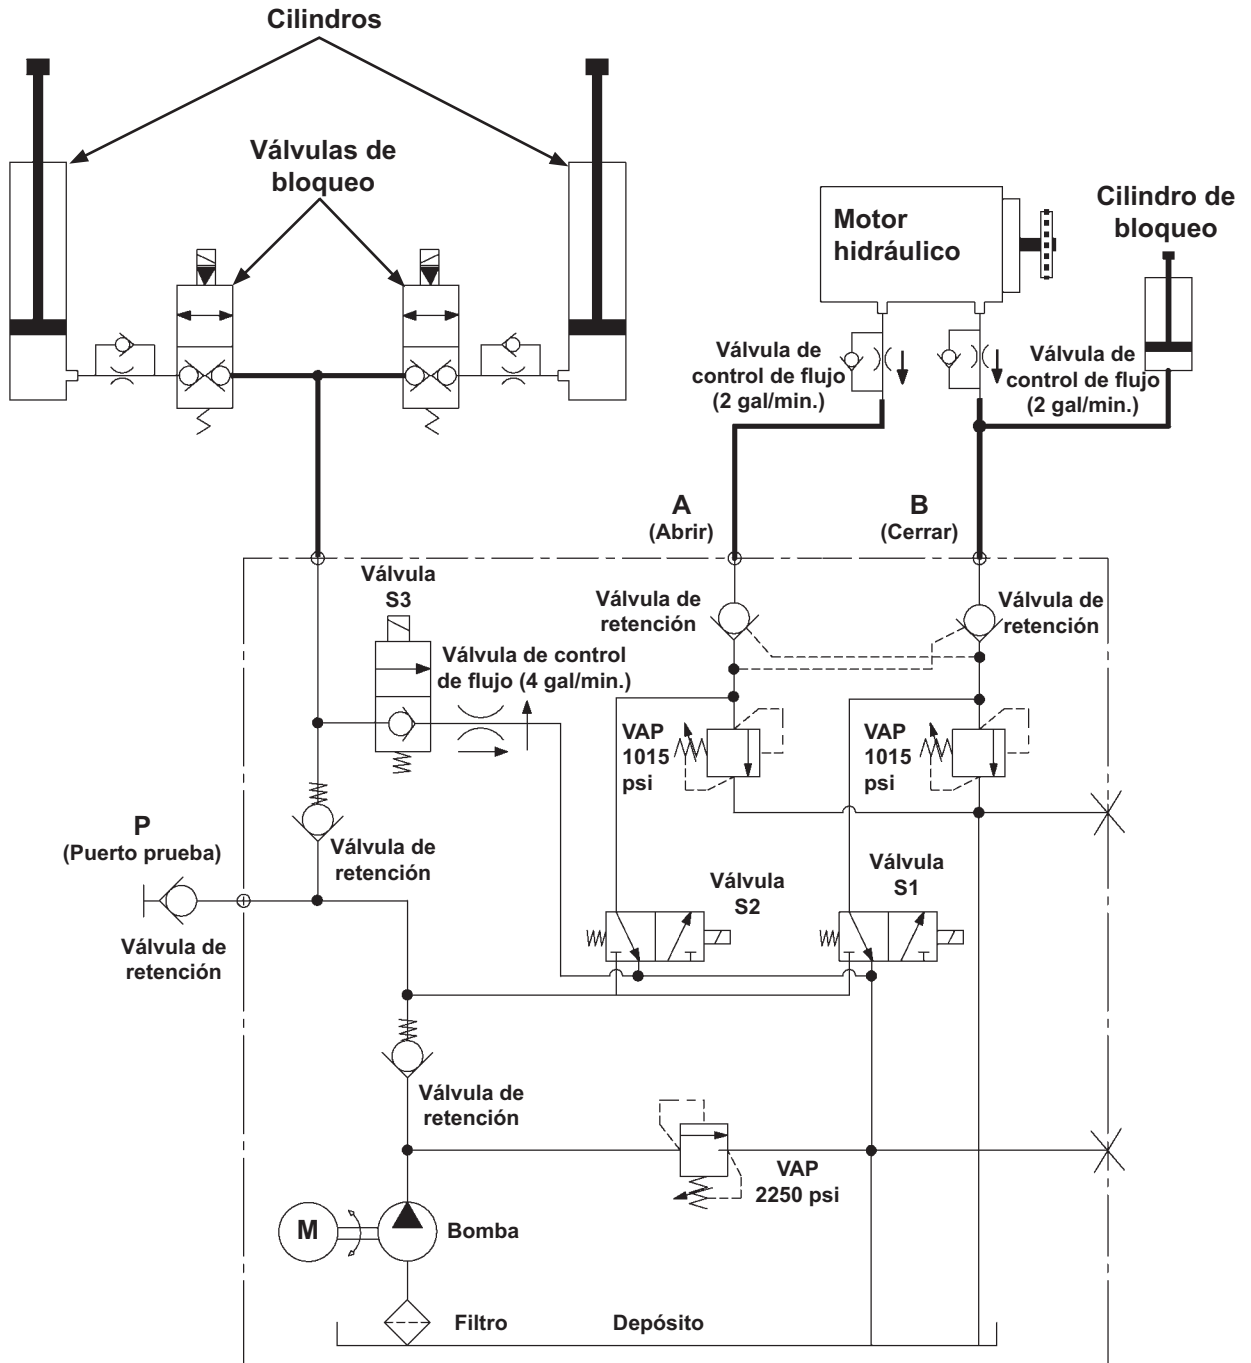 Cilindros
Válvulas de
bloqueo
Motor
hidráulico
Cilindro de
bloqueo
Válvula de
control de flujo
(2 gal/min.)
Válvula de
control de flujo
(2 gal/min.)
A
(Abrir)
B
(Cerrar)
Válvula
S3
Válvula de
retención
Válvula de
retención
Válvula de control
de flujo (4 gal/min.)
VAP
1015
psi
VAP
1015
psi
P
(Puerto prueba)
Válvula de
retención
Válvula de
retención
Válvula
S2
Válvula
S1
Válvula de
retención
VAP
2250 psi
M
Bomba
Filtro
Depósito